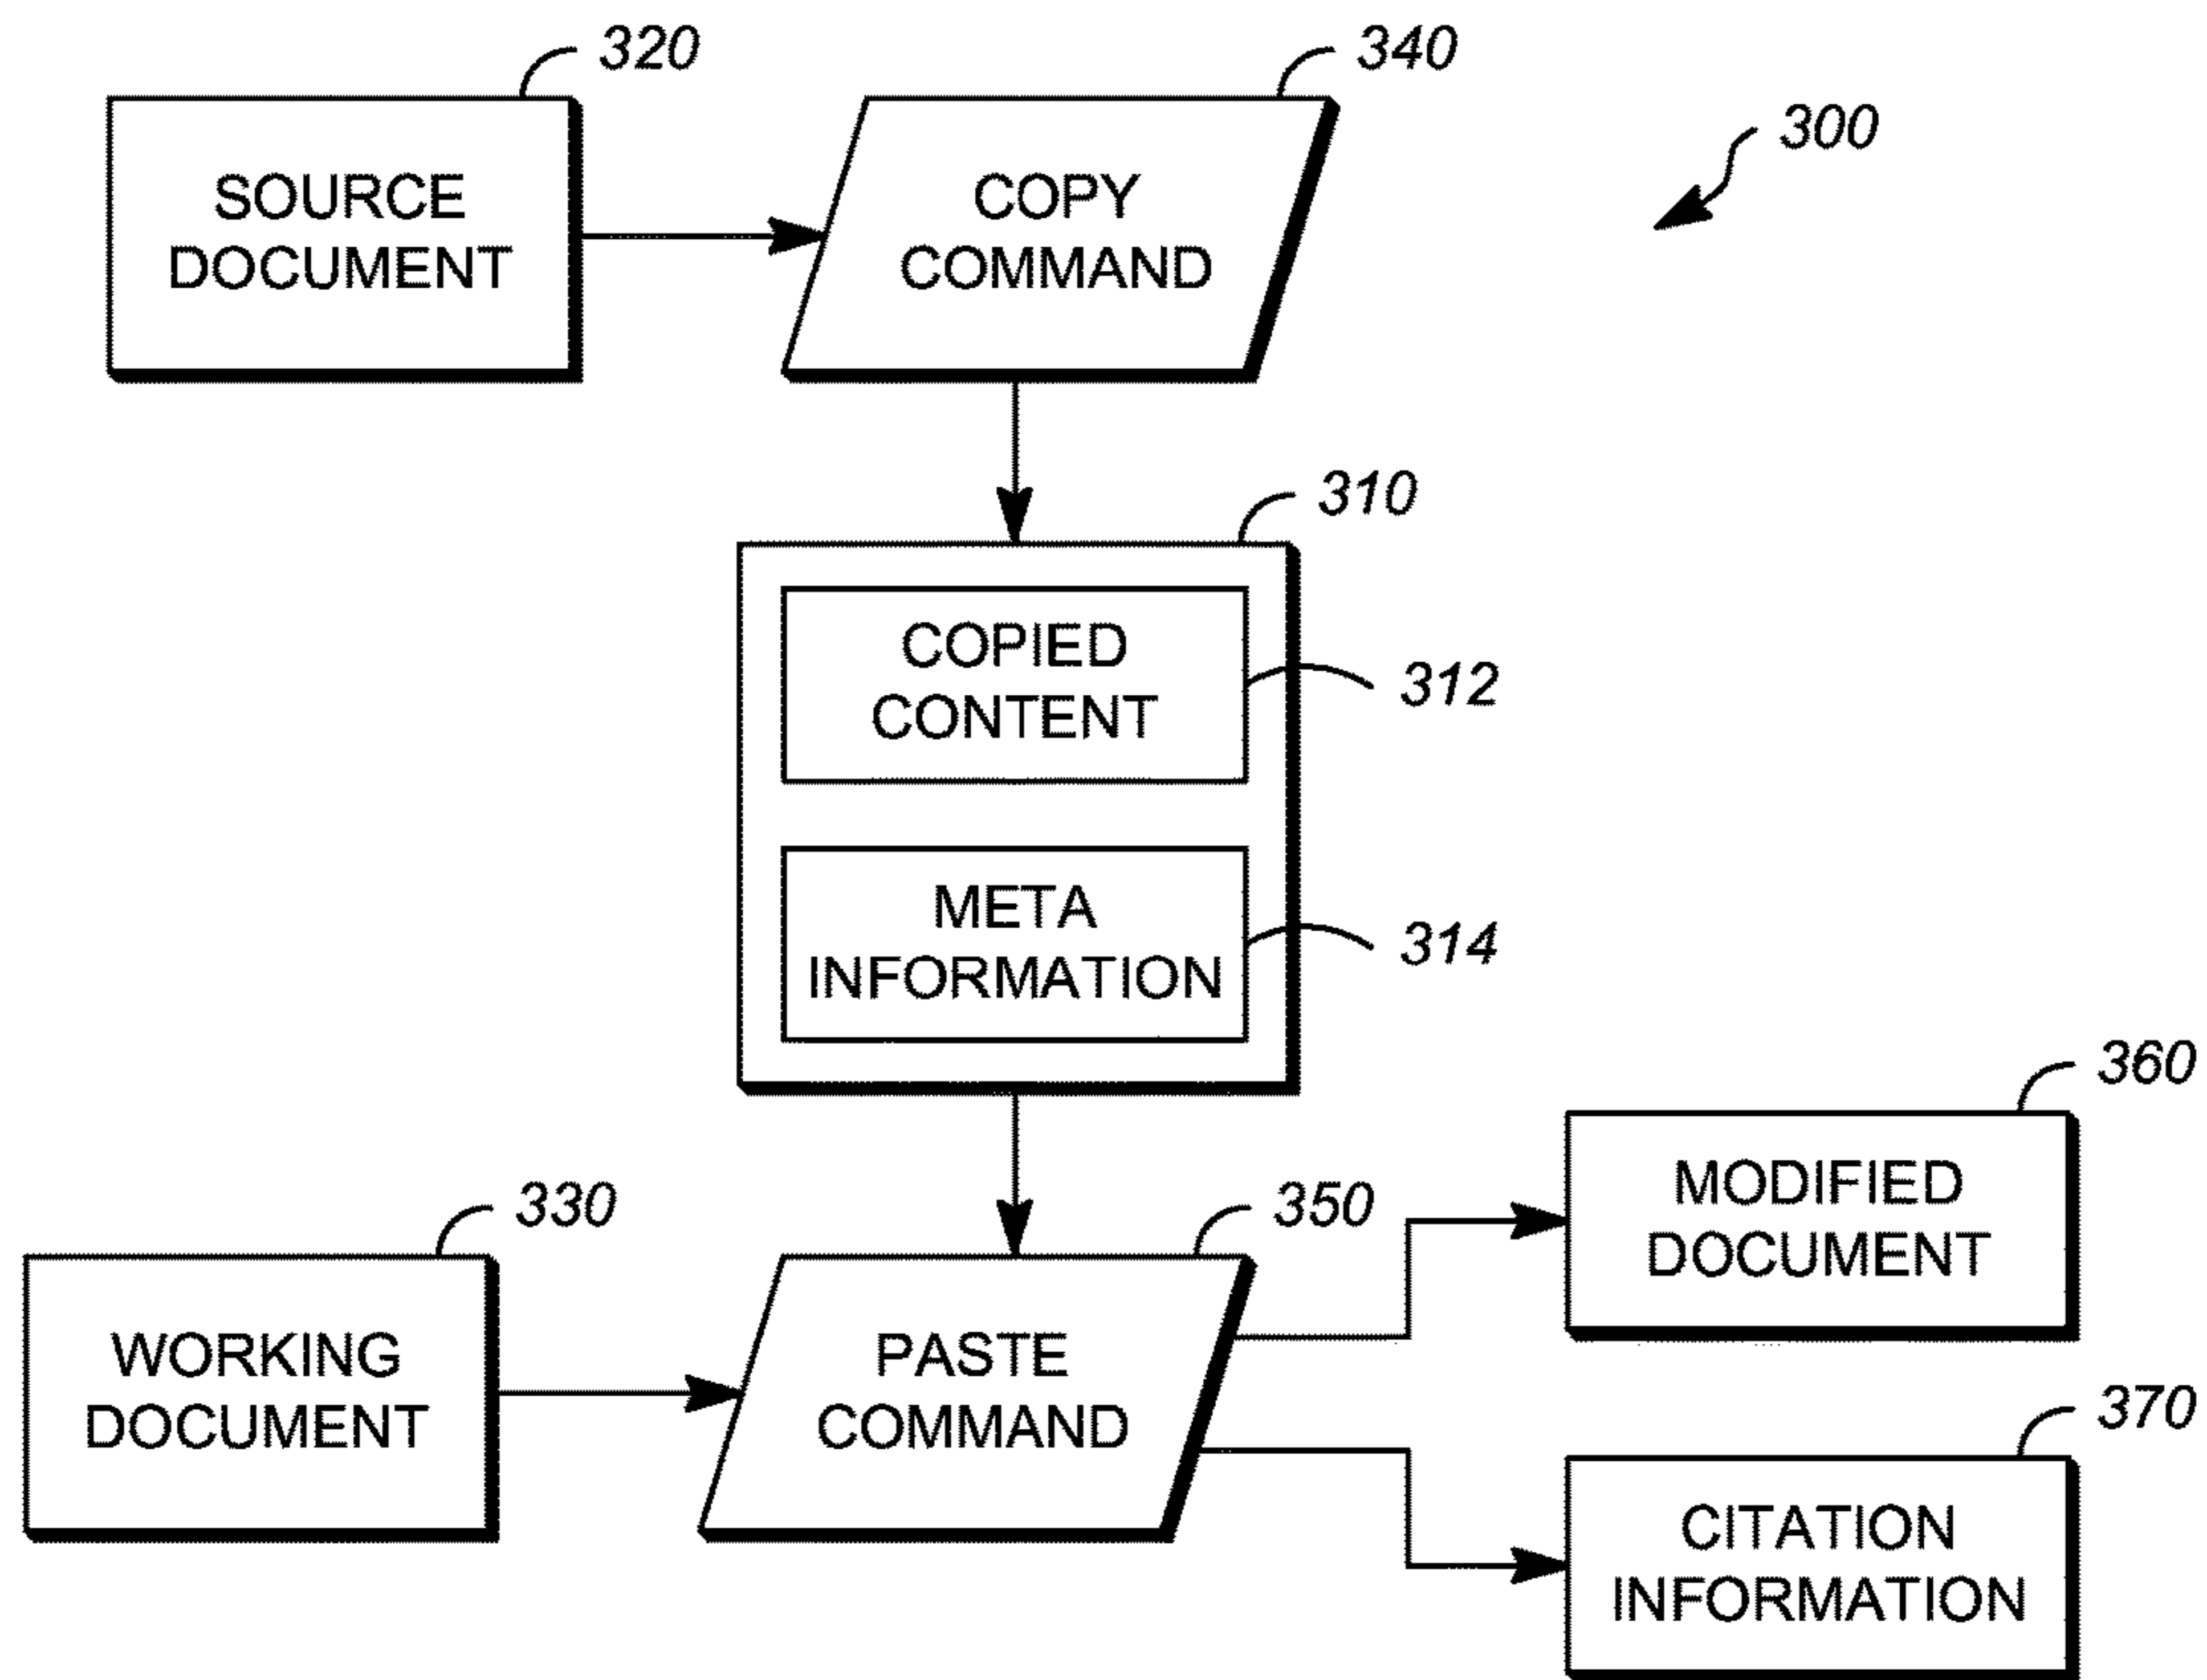 320
340
300
SOURCE
DOCUMENT
COPY
COMMAND
310
COPIED
CONTENT
312
META
INFORMATION
314
360
MODIFIED
DOCUMENT
330
350
WORKING
DOCUMENT
PASTE
COMMAND
370
CITATION
INFORMATION